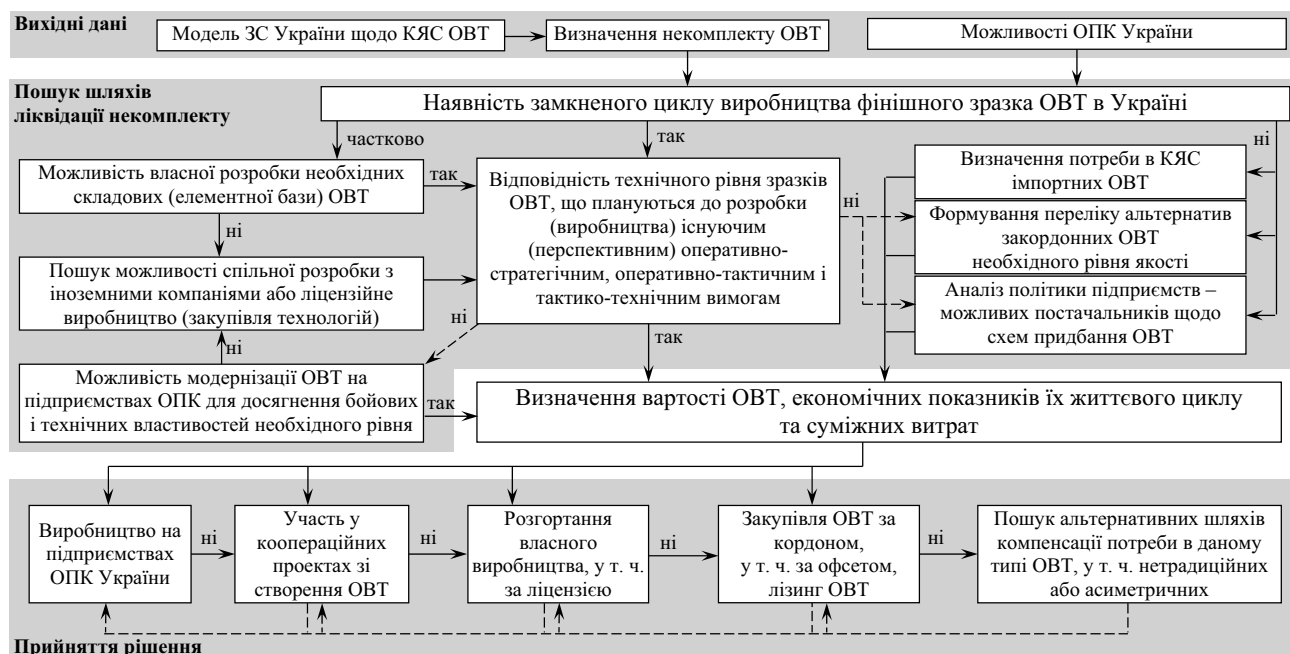 Вихідні дані
Модель ЗС України щодо КЯС ОВТ
Визначення некомплекту ОВТ
Можливості ОПК України
Пошук шляхів
ліквідації некомплекту
Наявність замкненого циклу виробництва фінішного зразка ОВТ в Україні
частково
так
ні
Можливість власної розробки необхідних
складових (елементної бази) ОВТ
так
ні
Пошук можливості спільної розробки з
іноземними компаніями або ліцензійне
виробництво (закупівля технологій)
ні
Можливість модернізації ОВТ на
підприємствах ОПК для досягнення бойових
і технічних властивостей необхідного рівня
так
Відповідність технічного рівня зразків
ОВТ, що плануються до розробки
(виробництва) існуючим
(перспективним) оперативно-
стратегічним, оперативно-тактичним і
тактико-технічним вимогам
ні
ні
так
Визначення потреби в КЯС
імпортних ОВТ
Формування переліку альтернатив
закордонних ОВТ
необхідного рівня якості
Аналіз політики підприємств –
можливих постачальників щодо
схем придбання ОВТ
Визначення вартості ОВТ, економічних показників їх життєвого циклу
та суміжних витрат
Виробництво на
підприємствах
ОПК України
ні
Участь у
коопераційних
проектах зі
створення ОВТ
ні
Розгортання
власного
виробництва, у т. ч.
за ліцензією
ні
Закупівля ОВТ за
кордоном,
у т. ч. за офсетом,
лізинг ОВТ
ні
Пошук альтернативних шляхів
компенсації потреби в даному
типі ОВТ, у т. ч. нетрадиційних
або асиметричних
Прийняття рішення